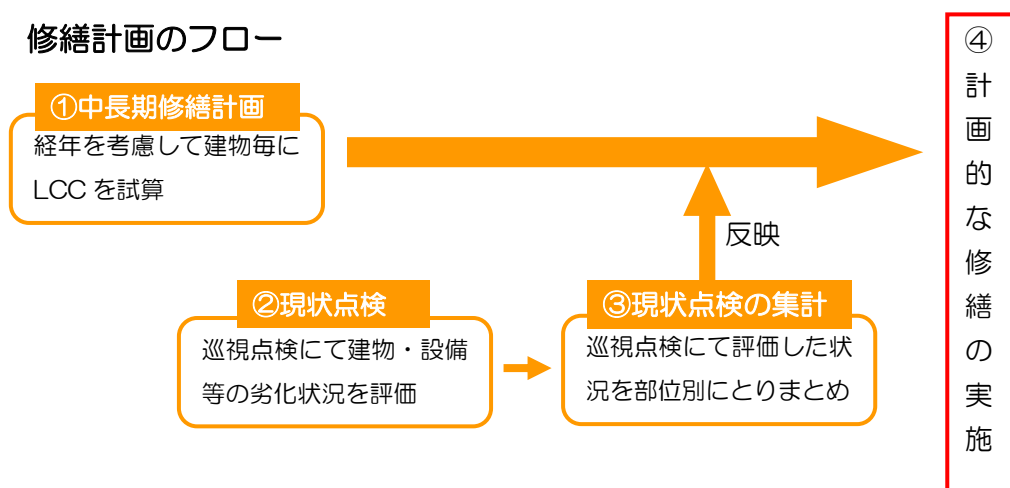 修繕計画のフロー
①中長期修繕計画
経年を考慮して建物毎に
LCC を試算
反映
②現状点検
巡視点検にて建物・設備
等の劣化状況を評価
③現状点検の集計
巡視点検にて評価した状
況を部位別にとりまとめ
④計画的な修繕の実施